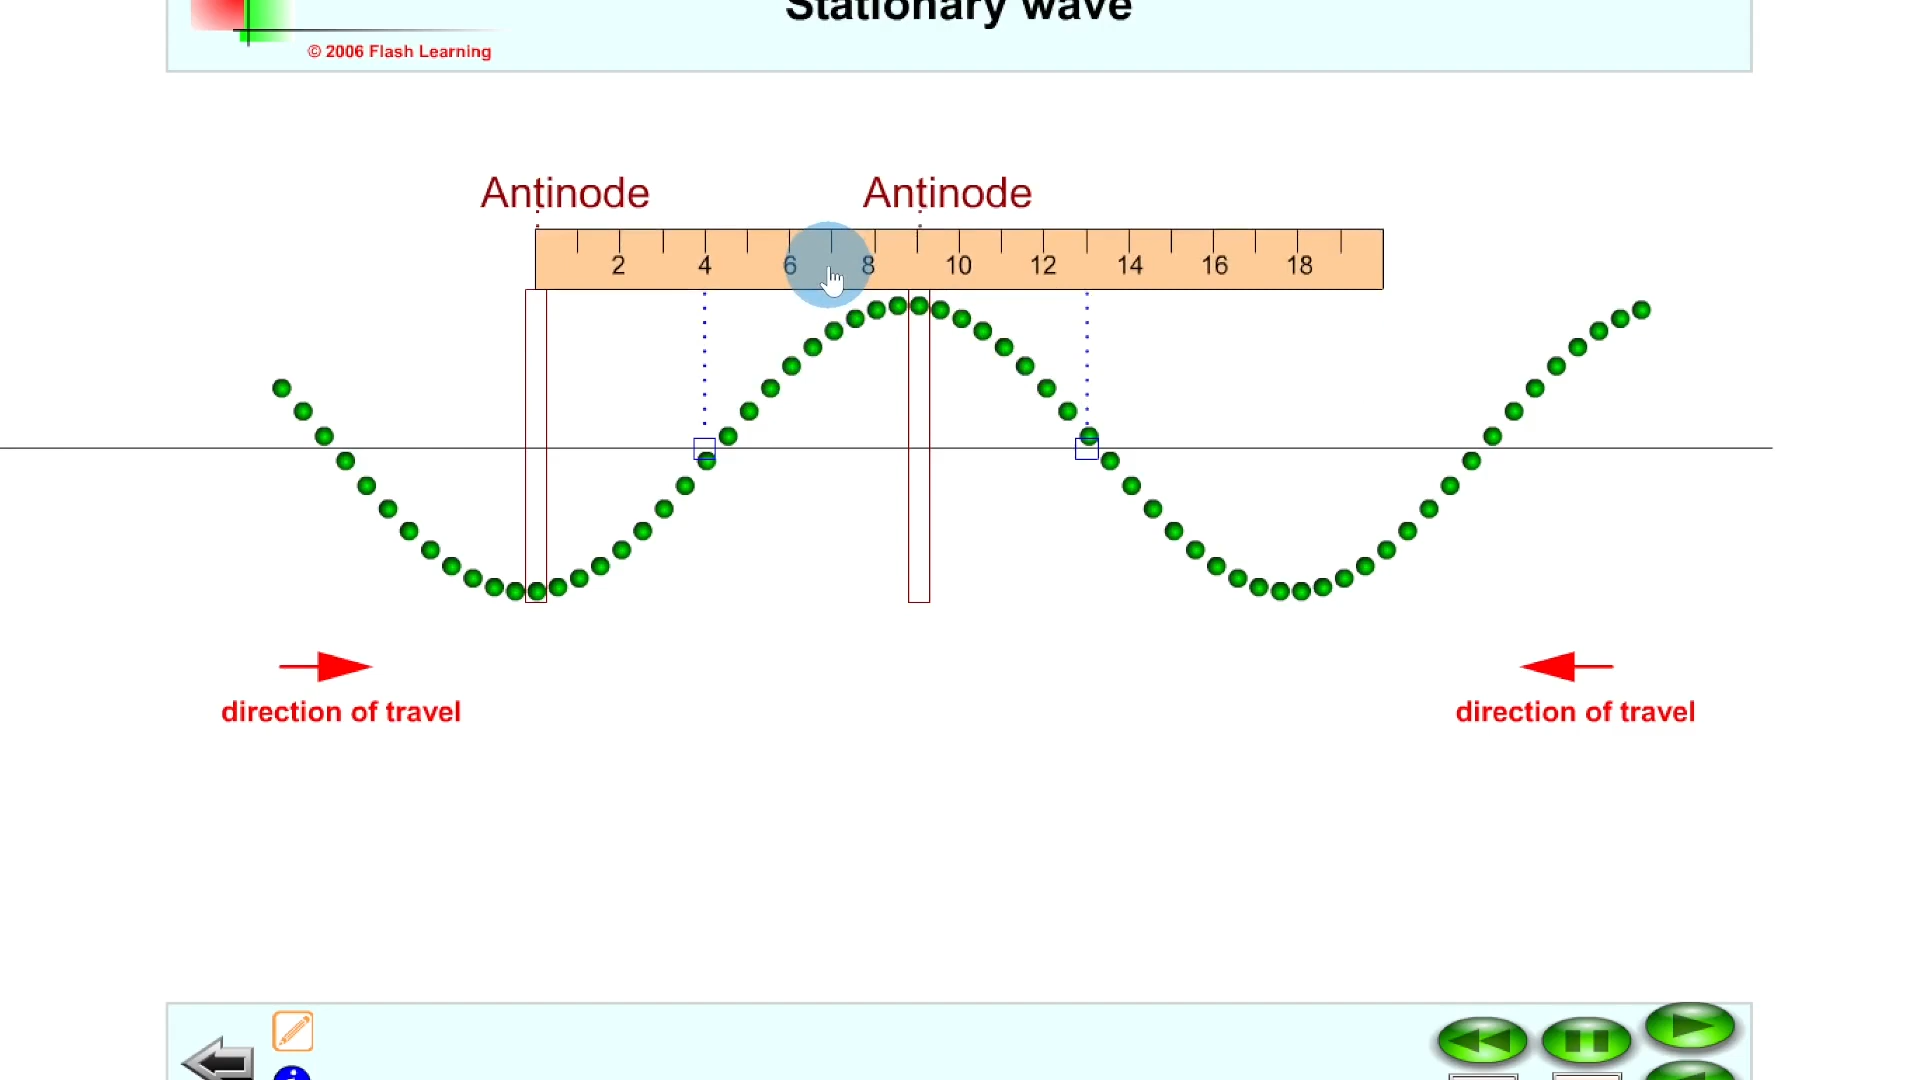 Stationary wave
© 2006 Flash Learning
Antinode Antinode
2 4 6 8 10 12 14 16 18
direction of travel direction of travel